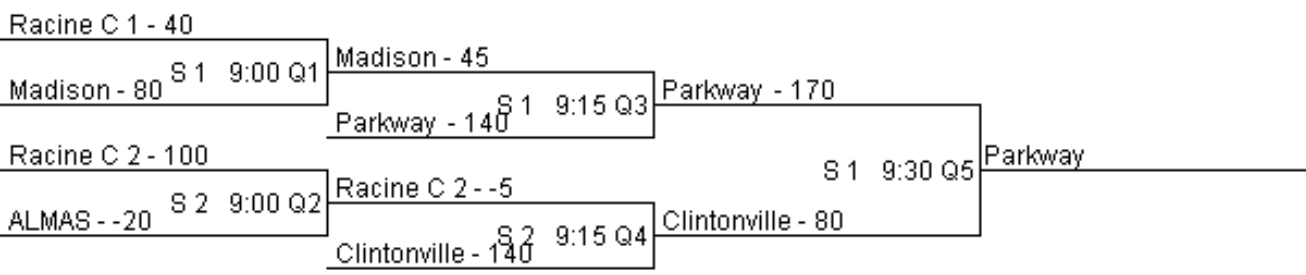 Racine C 1 - 40
S 1 9:00 Q1
Madison - 80
Madison - 45
S 1 9:15 Q3
Parkway - 140
Parkway - 170
Racine C 2 - 100
S 2 9:00 Q2
ALMAS - -20
Racine C 2 - -5
S 2 9:15 Q4
Clintonville - 140
S 1 9:30 Q5
Clintonville - 80
Parkway